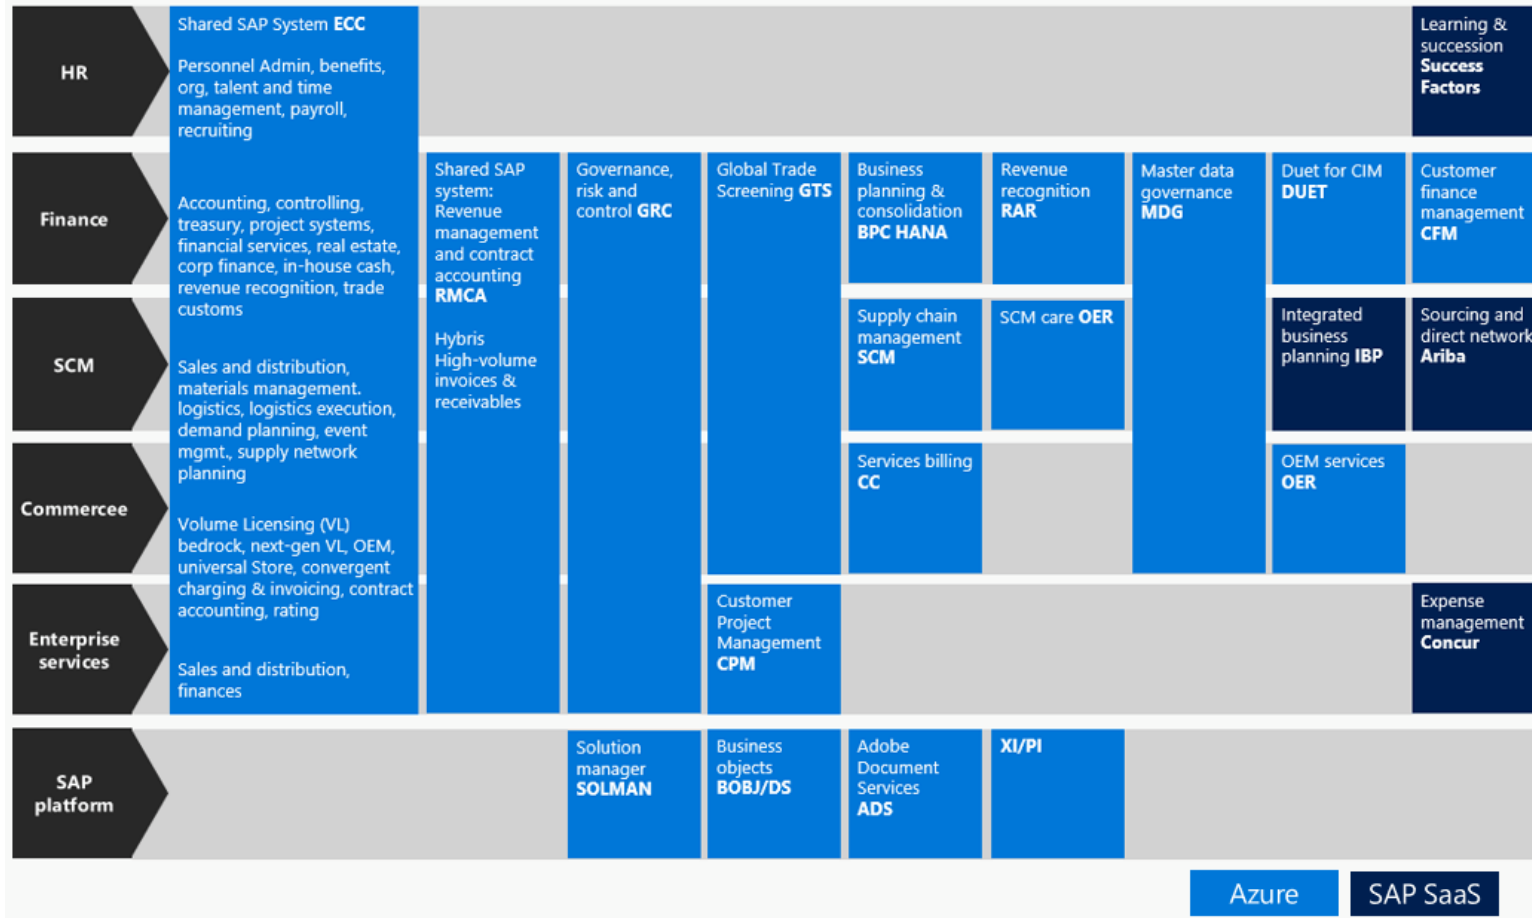 HR
Shared SAP System ECC
Personnel Admin, benefits,
org, talent and time
management, payroll,
recruiting
Learning &
succession
Success
Factors
Finance
Accounting, controlling,
treasury, project systems,
financial services, real estate,
corp finance, in-house cash,
revenue recognition, trade
customs
Shared SAP
system:
Revenue
management
and contract
accounting
RMCA
Hybris
High-volume
invoices &
receivables
Governance,
risk and
control GRC
Global Trade
Screening GTS
Business
planning &
consolidation
BPC HANA
Revenue
recognition
RAR
Master data
governance
MDG
Duet for CIM
DUET
Customer
finance
management
CFM
SCM
Sales and distribution,
materials management.
logistics, logistics execution,
demand planning, event
mgmt., supply network
planning
Supply chain
management
SCM
SCM care OER
Integrated
business
planning IBP
Sourcing and
direct network
Ariba
Commercee
Volume Licensing (VL)
bedrock, next-gen VL, OEM,
universal Store, convergent
charging & invoicing, contract
accounting, rating
Services billing
CC
OEM services
OER
Enterprise
services
Sales and distribution,
finances
Customer
Project
Management
CPM
Expense
management
Concur
SAP
platform
Solution
manager
SOLMAN
Business
objects
BOBJ/DS
Adobe
Document
Services
ADS
XI/PI
Azure
SAP SaaS